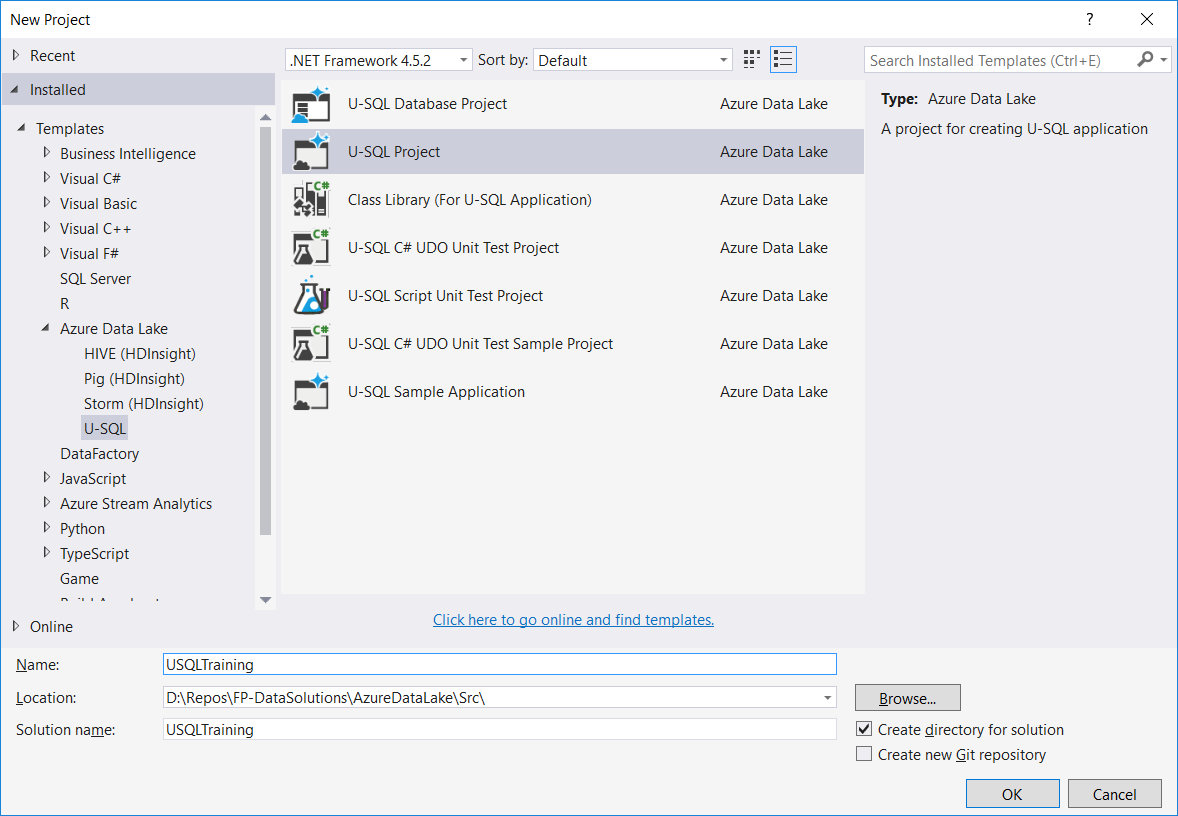 New Project
?
Recent
Installed
Templates
Business Intelligence
Visual C#
Visual Basic
Visual C++
Visual F#
SQL Server
R
Azure Data Lake
HIVE (HDInsight)
Pig (HDInsight)
Storm (HDInsight)
U-SQL
DataFactory
JavaScript
Azure Stream Analytics
Python
TypeScript
Game
Online
.NET Framework 4.5.2 Sort by: Default
U-SQL Database Project Azure Data Lake
U-SQL Project Azure Data Lake
C# Class Library (For U-SQL Application) Azure Data Lake
C# U-SQL C# UDO Unit Test Project Azure Data Lake
U-SQL Script Unit Test Project Azure Data Lake
C# U-SQL C# UDO Unit Test Sample Project Azure Data Lake
U-SQL Sample Application Azure Data Lake
Click here to go online and find templates.
Search Installed Templates (Ctrl+E)
Type: Azure Data Lake
A project for creating U-SQL application
Name: USQLTraining
Location: D:\Repos\FP-DataSolutions\AzureDataLake\Src\ Browse...
Solution name: USQLTraining
Create directory for solution
Create new Git repository
OK Cancel